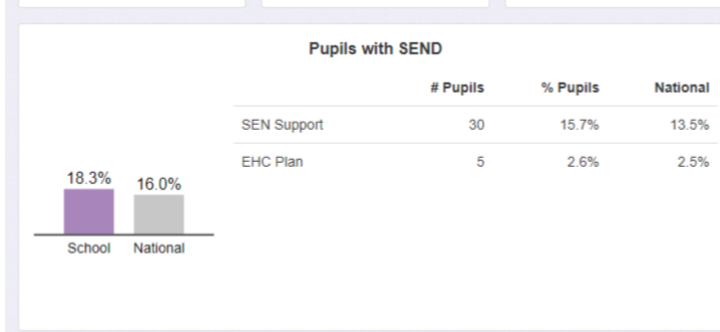 Pupils with SEND
# Pupils % Pupils National
SEN Support 30 15.7% 13.5%
EHC Plan 5 2.6% 2.5%
18.3% 16.0%
School National